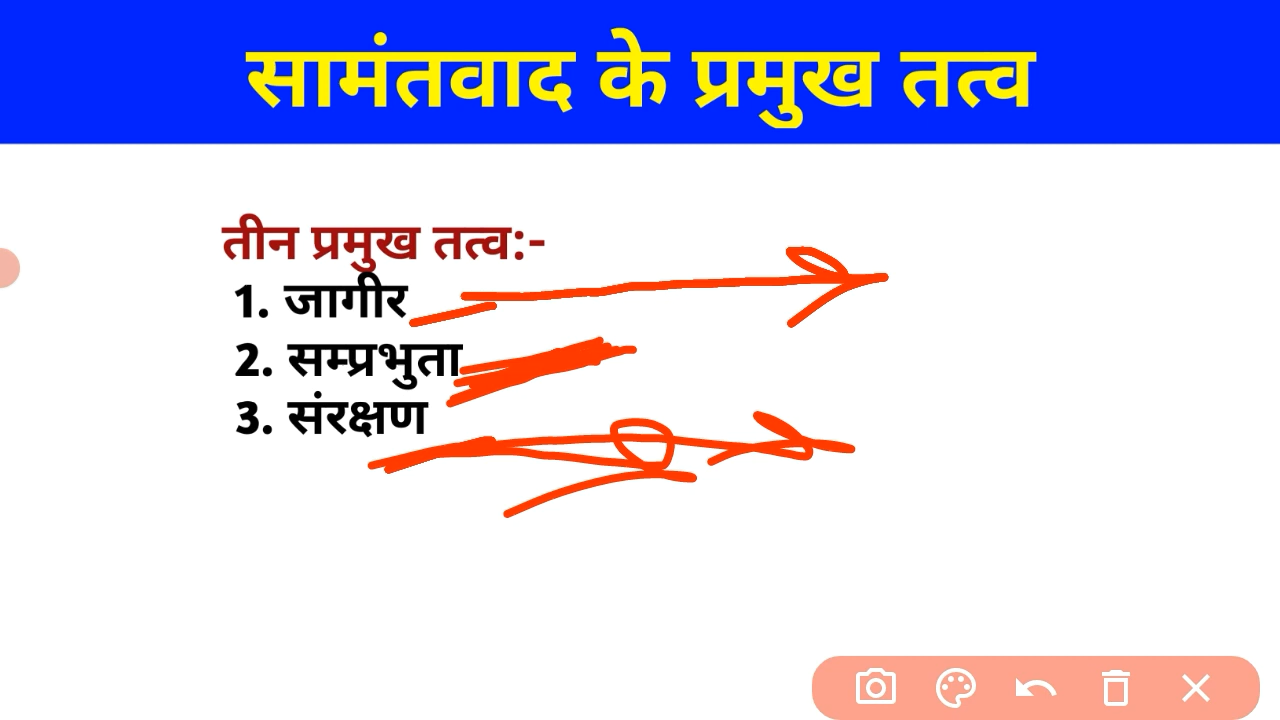 सामंतवाद के प्रमुख तत्व
तीन प्रमुख तत्व:-
1. जागीर
2. सम्प्रभुता
3. संरक्षण